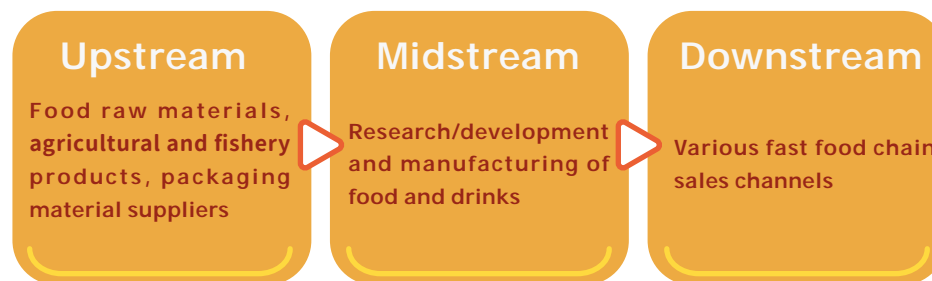 Upstream
Food raw materials,
agricultural and fishery
products, packaging
material suppliers
Midstream
Research/development
and manufacturing of
food and drinks
Downstream
Various fast food chain
sales channels